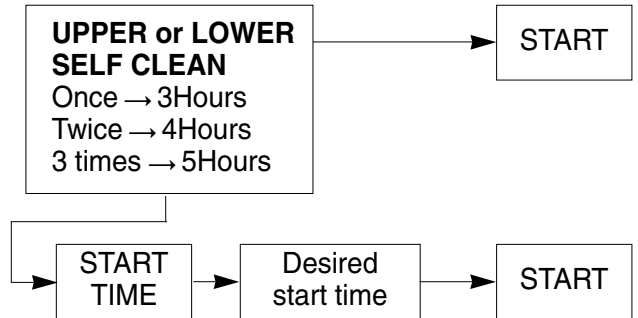 UPPER or LOWER
SELF CLEAN
Once → 3Hours
Twice → 4Hours
3 times → 5Hours
START
START
TIME
Desired
start time
START